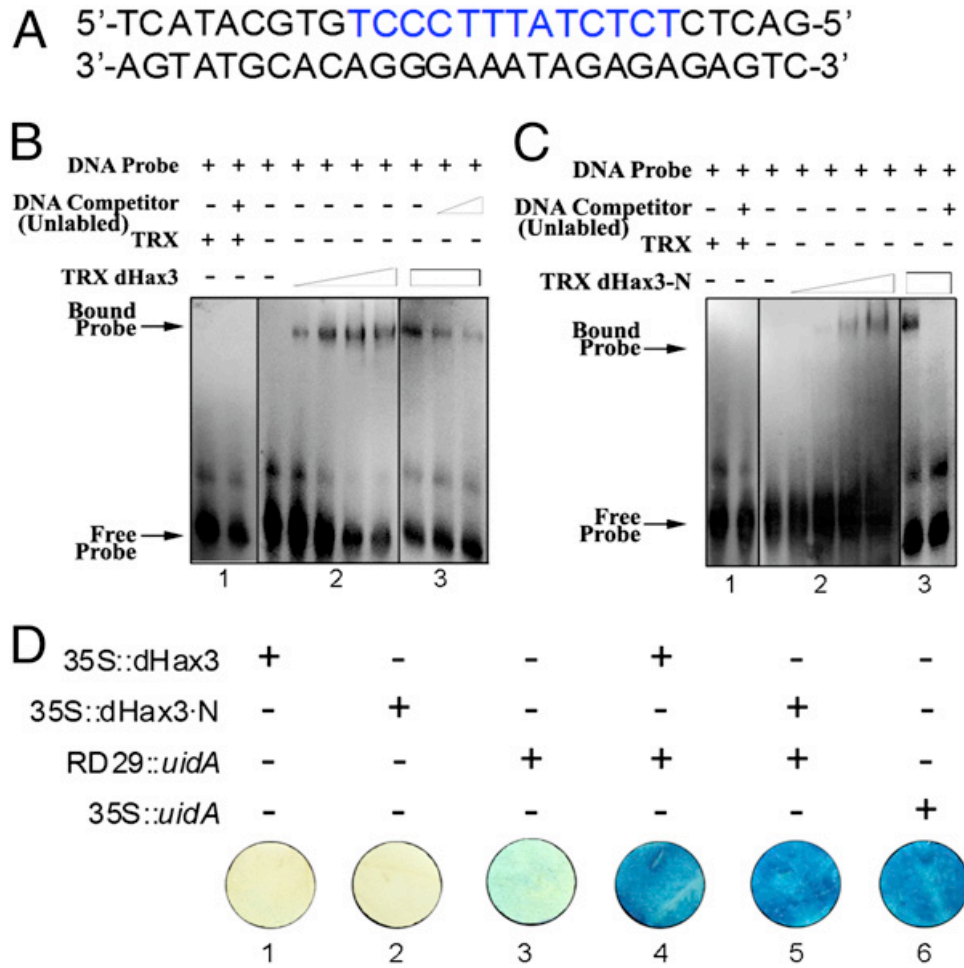 A 5’-TCATACGTGTCCCTTTATCTCTCTCAG-5’
3’-AGTATGCACAGGGAAATAGAGAGAGTC-3’
B
DNA Probe + + + + + + + + + +
DNA Competitor - + - - - - - -
(Unlabled)
TRX + + - - - - - - - -
TRX dHax3 - - -
Bound
Probe
Free
Probe
1 2 3
C
DNA Probe + + + + + + + + +
DNA Competitor - + - - - - - - +
(Unlabled)
TRX + + - - - - - - -
TRX dHax3-N - - -
Bound
Probe
Free
Probe
1 2 3
D
35S::dHax3 + - - + - -
35S::dHax3·N - + - - + -
RD29::uidA - - + + + -
35S::uidA - - - - - +
1 2 3 4 5 6